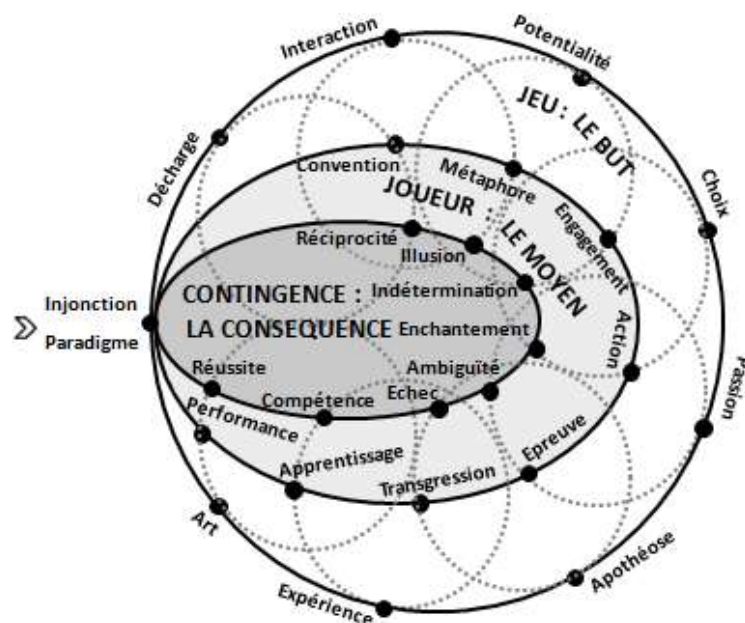 Interaction
Potentialité
JEU : LE BUT
Décharge
Convention
Métaphore
Choix
JOUEUR : LE MOYEN
Engagement
Réciprocité
Illusion
Indétermination
CONTINGENCE :
LA CONSEQUENCE
Injonction
Paradigme
Enchantement
Action
Réussite
Ambiguïté
Passion
Compétence
Echec
Performance
Epreuve
Apprentissage
Transgression
Art
Apothéose
Expérience